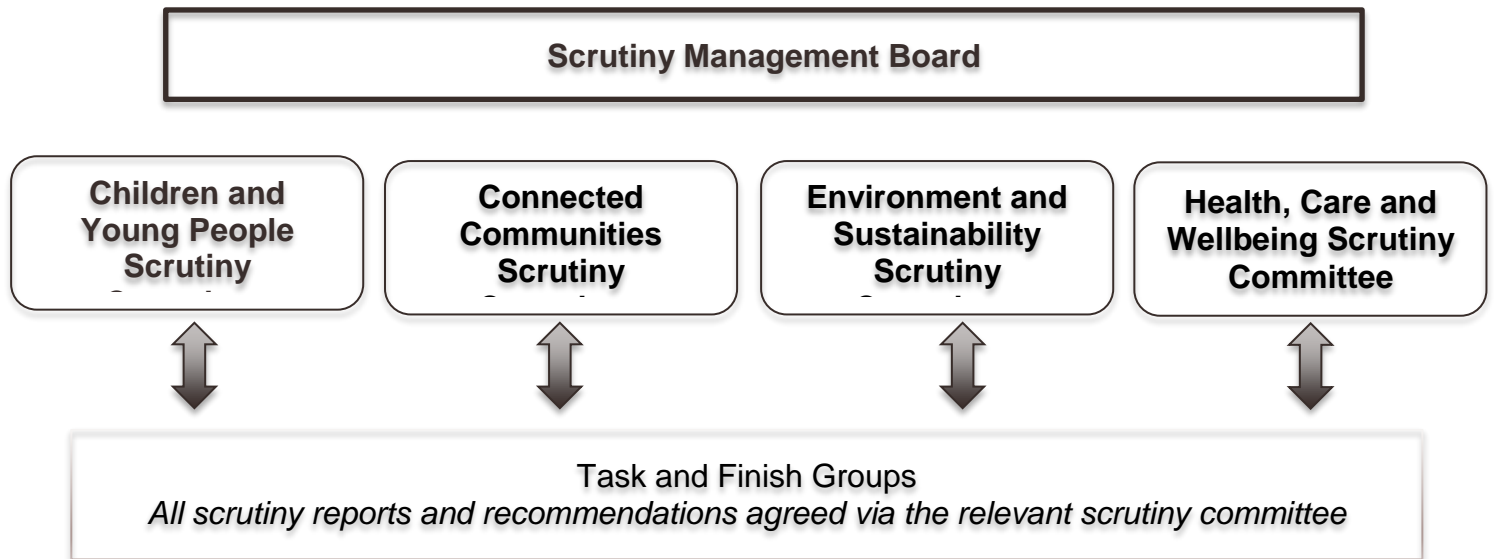 Scrutiny Management Board
Children and
Young People
Scrutiny
Connected
Communities
Scrutiny
Environment and
Sustainability
Scrutiny
Health, Care and
Wellbeing Scrutiny
Committee
Task and Finish Groups
All scrutiny reports and recommendations agreed via the relevant scrutiny committee